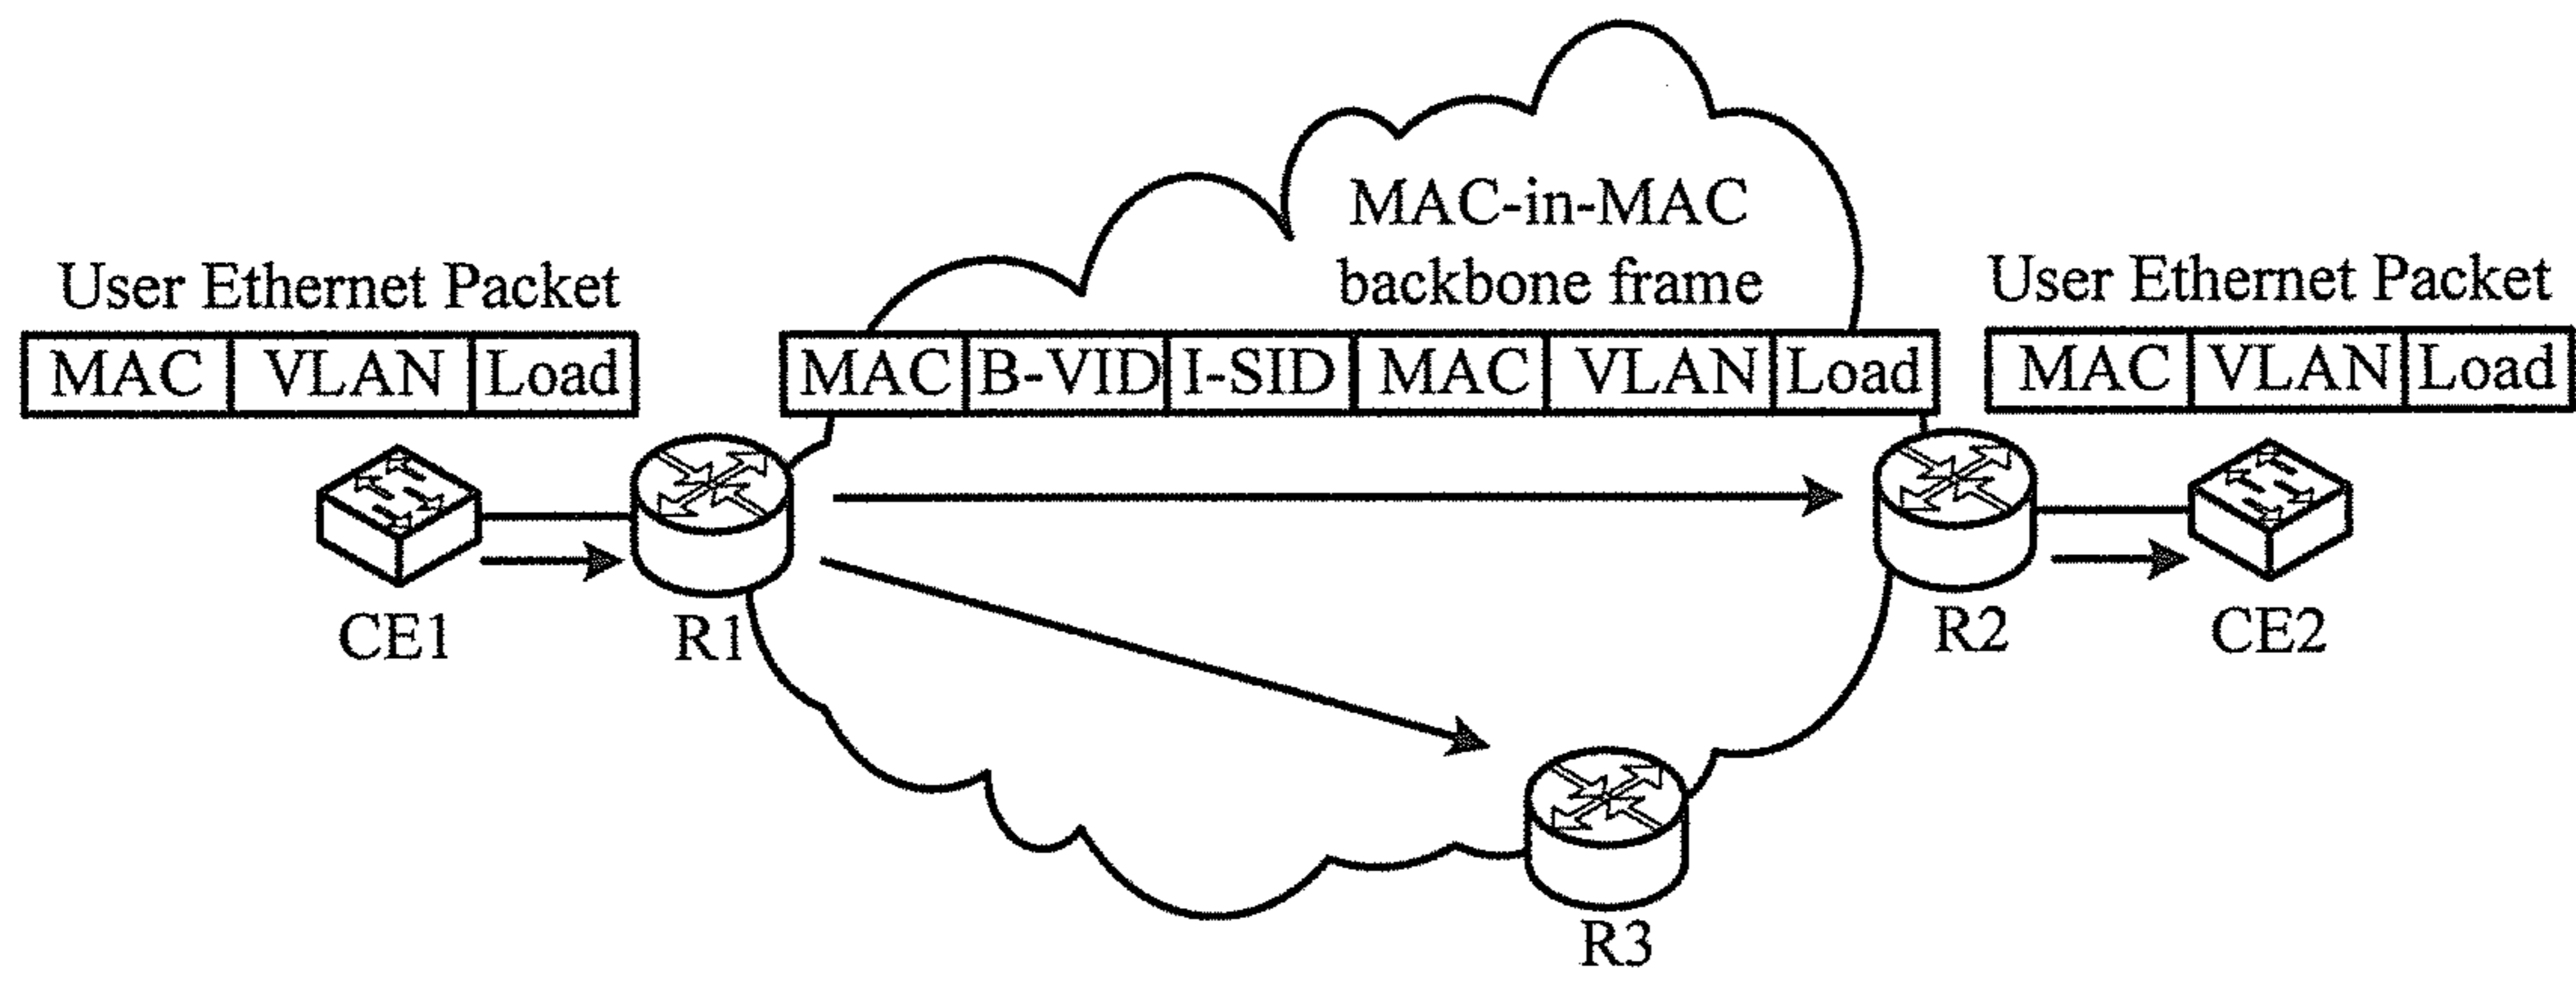 MAC-in-MAC
backbone frame
User Ethernet Packet
MAC VLAN Load
MAC B-VID I-SID MAC VLAN Load
User Ethernet Packet
MAC VLAN Load
CE1
R1
R2
CE2
R3